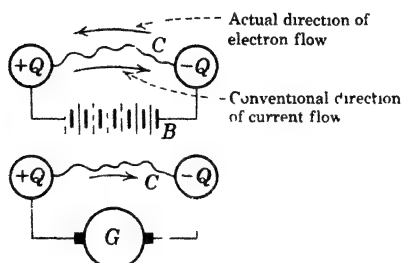 Actual direction of
electron flow
C
+Q
-Q
Conventional direction
of current flow
B
+Q
C
-Q
G